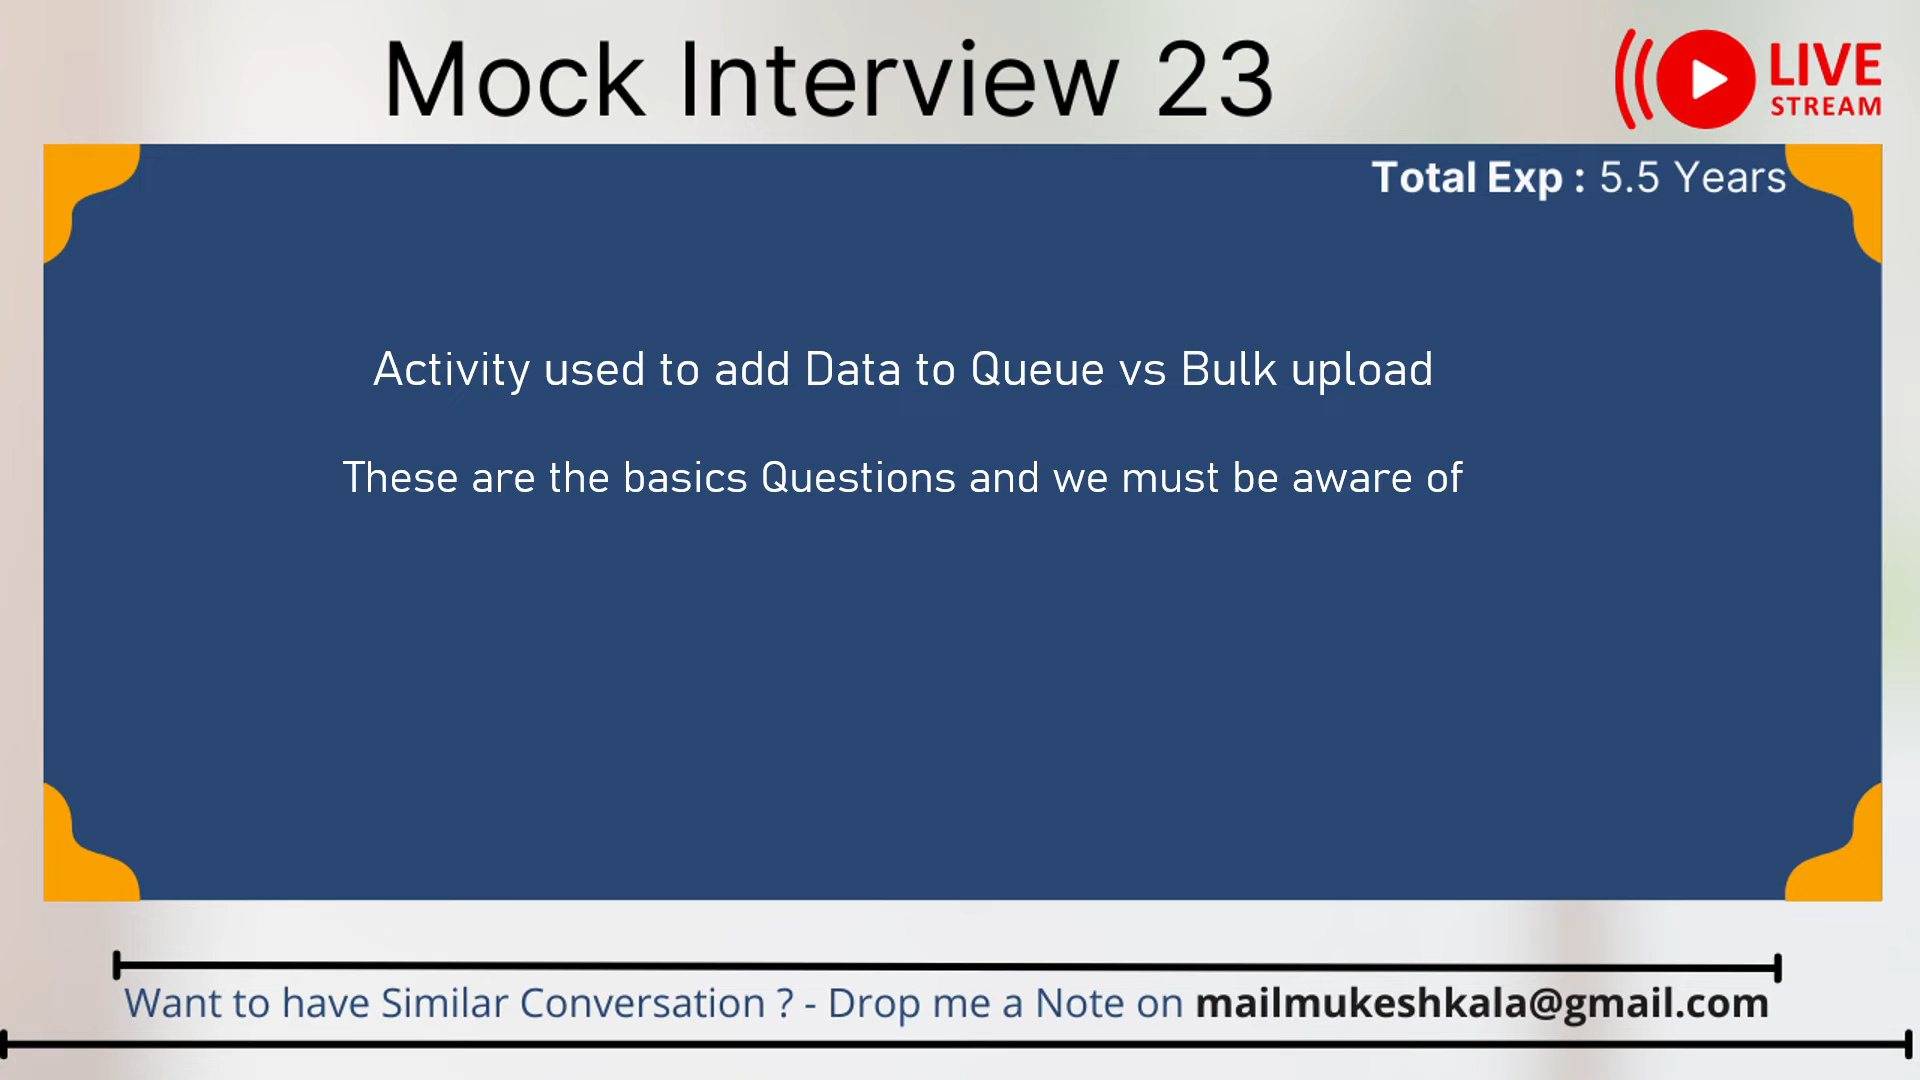 Mock Interview 23
LIVE
STREAM
Total Exp : 5.5 Years
Activity used to add Data to Queue vs Bulk upload
These are the basics Questions and we must be aware of
Want to have Similar Conversation ? - Drop me a Note on mailmukeshkala@gmail.com